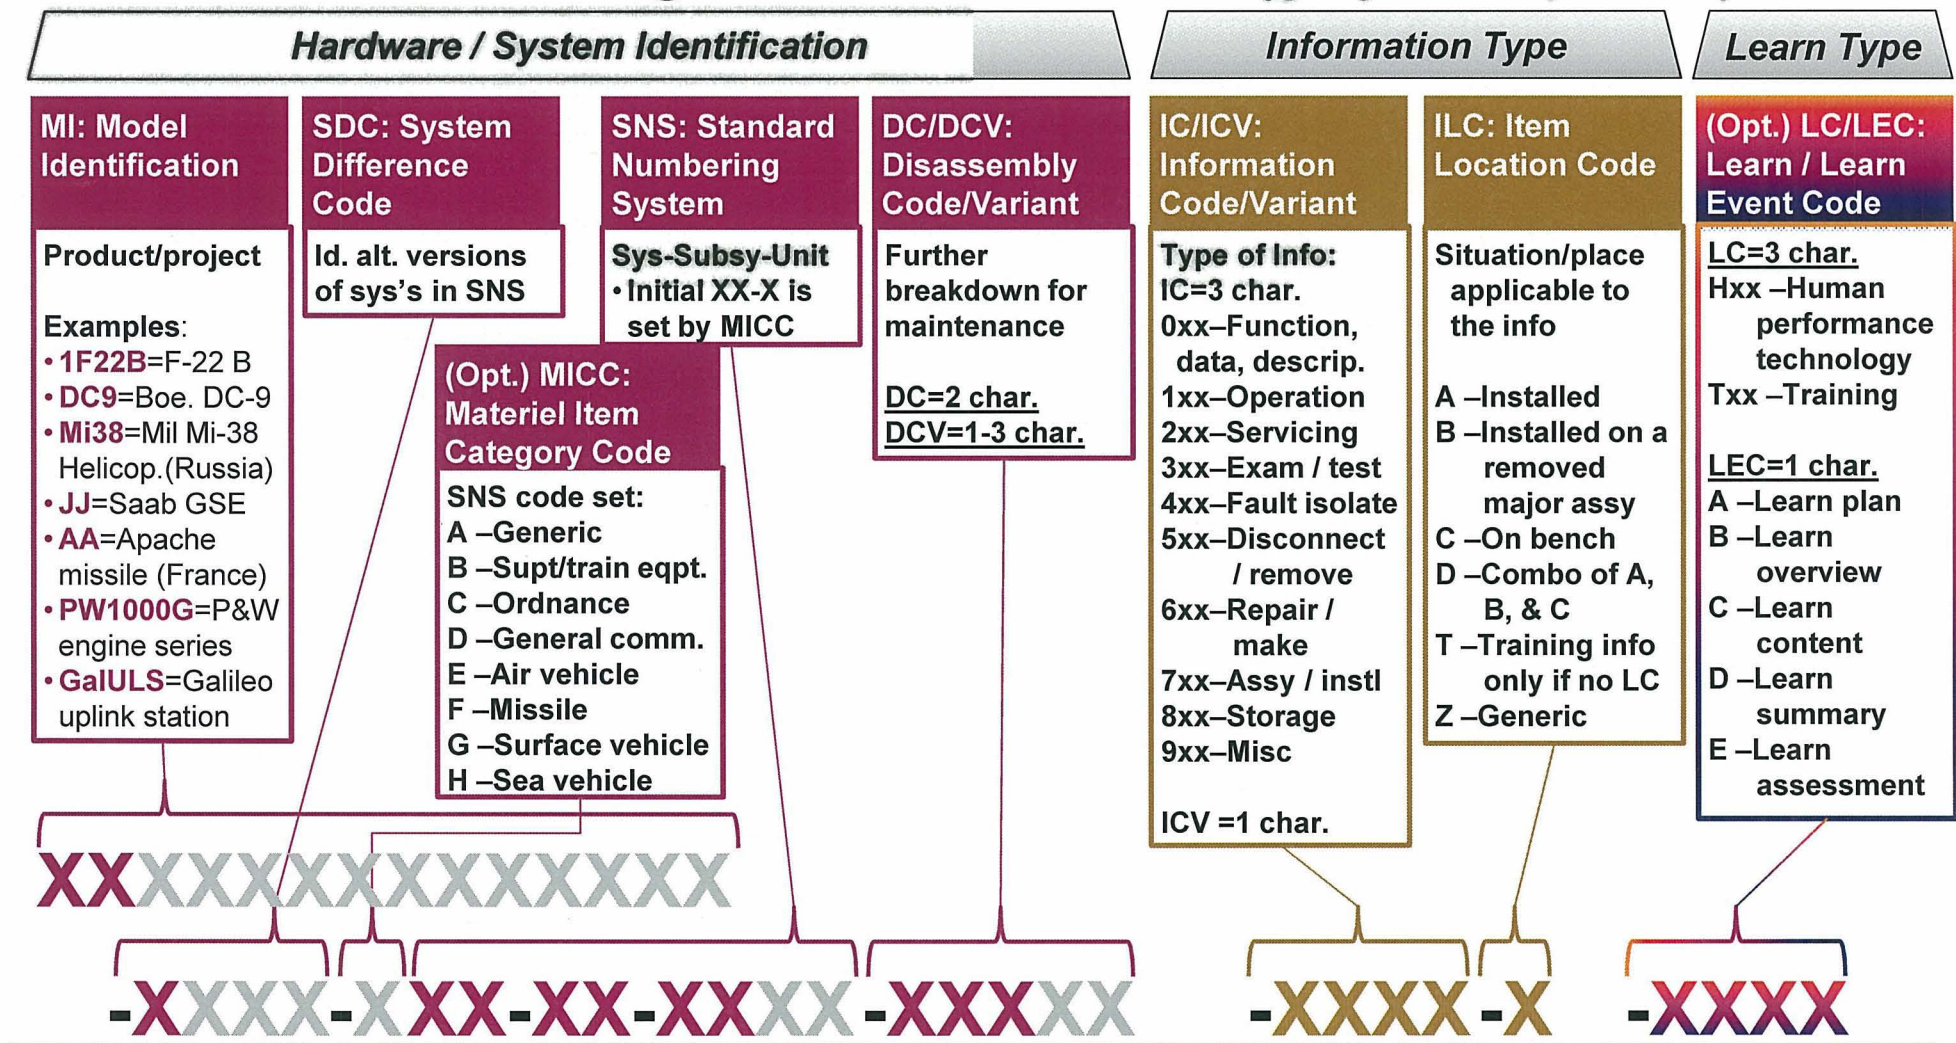 Hardware / System Identification
Information Type
Learn Type
MI: Model
Identification
Product/project
Examples:
• 1F22B=F-22 B
• DC9=Boe. DC-9
• Mi38=Mil Mi-38
Helicop.(Russia)
• JJ=Saab GSE
• AA=Apache
missile (France)
• PW1000G=P&W
engine series
• GalULS=Galileo
uplink station
SDC: System
Difference
Code
Id. alt. versions
of sys's in SNS
SNS: Standard
Numbering
System
Sys-Subsy-Unit
• Initial XX-X is
set by MICC
(Opt.) MICC:
Materiel Item
Category Code
SNS code set:
A –Generic
B –Supt/train eqpt.
C –Ordnance
D –General comm.
E –Air vehicle
F –Missile
G –Surface vehicle
H –Sea vehicle
DC/DCV:
Disassembly
Code/Variant
Further
breakdown for
maintenance
DC=2 char.
DCV=1-3 char.
IC/ICV:
Information
Code/Variant
Type of Info:
IC=3 char.
0xx–Function,
data, descrip.
1xx–Operation
2xx–Servicing
3xx–Exam / test
4xx–Fault isolate
5xx–Disconnect
/ remove
6xx–Repair /
make
7xx–Assy / instl
8xx–Storage
9xx–Misc
ICV =1 char.
ILC: Item
Location Code
Situation/place
applicable to
the info
A –Installed
B –Installed on a
removed
major assy
C –On bench
D –Combo of A,
B, & C
T –Training info
only if no LC
Z –Generic
(Opt.) LC/LEC:
Learn / Learn
Event Code
LC=3 char.
Hxx –Human
performance
technology
Txx –Training
LEC=1 char.
A –Learn plan
B –Learn
overview
C –Learn
content
D –Learn
summary
E –Learn
assessment
XXXXXXXXXXXXXX
-XXXX-XXX-XX-XXXX-XXXXX -XXXX-X -XXXX